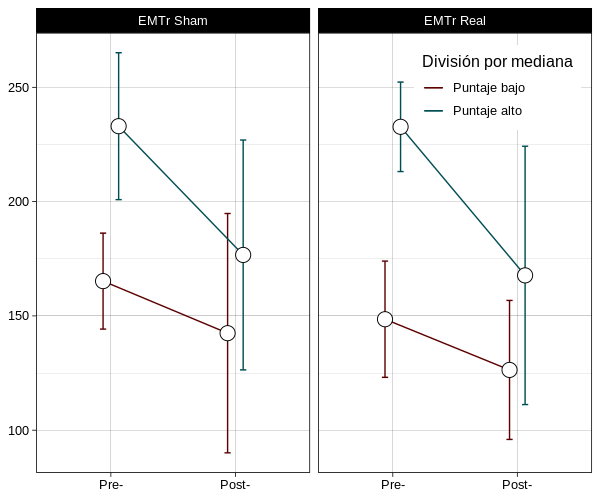 EMTr Sham
EMTr Real
División por mediana
Puntaje bajo
Puntaje alto
250
200
150
100
Pre-
Post-
Pre-
Post-